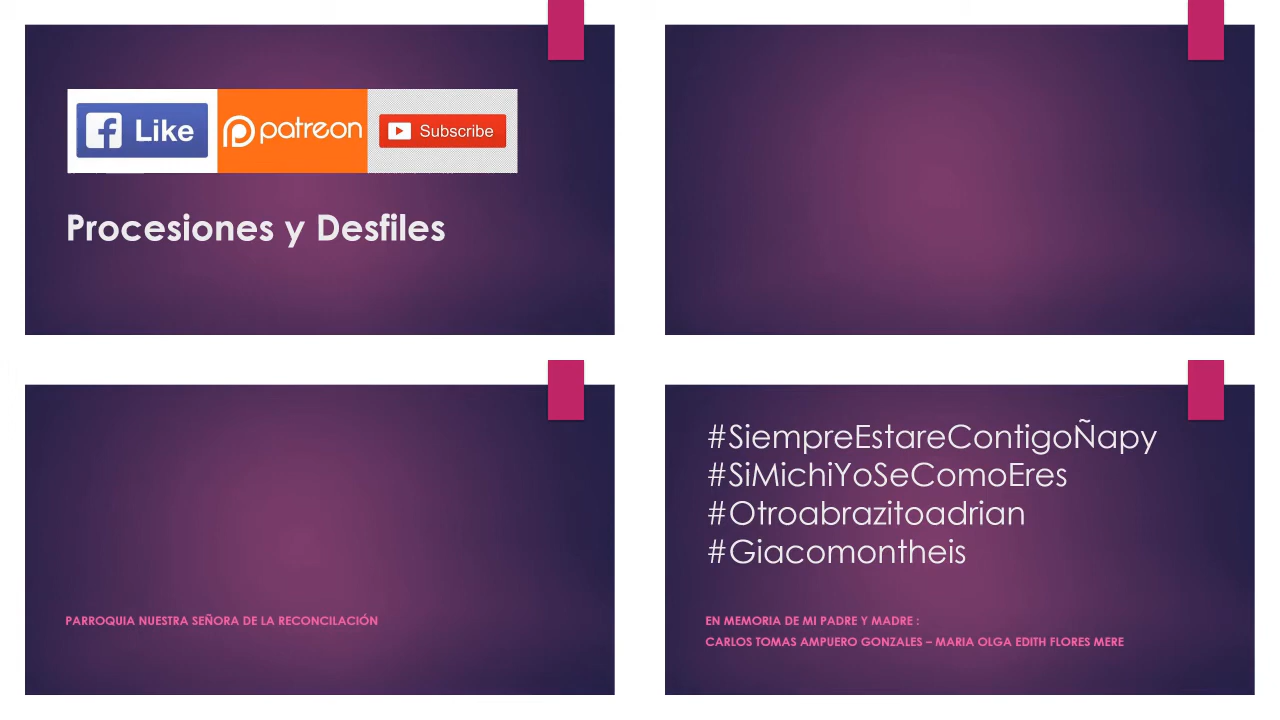 Like
patreon
Subscribe
Procesiones y Desfiles
PARROQUIA NUESTRA SEÑORA DE LA RECONCILACIÓN
#SiempreEstareContigoÑapy
#SiMichiYoSeComoEres
#Otroabrazitoadrian
#Giacomontheis
EN MEMORIA DE MI PADRE Y MADRE :
CARLOS TOMAS AMPUERO GONZALES – MARIA OLGA EDITH FLORES MERE